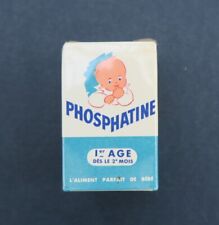 PHOSPHATINE
1ER AGE
DÈS LE 2E MOIS
L'ALIMENT PARFAIT DE BÉBÉ